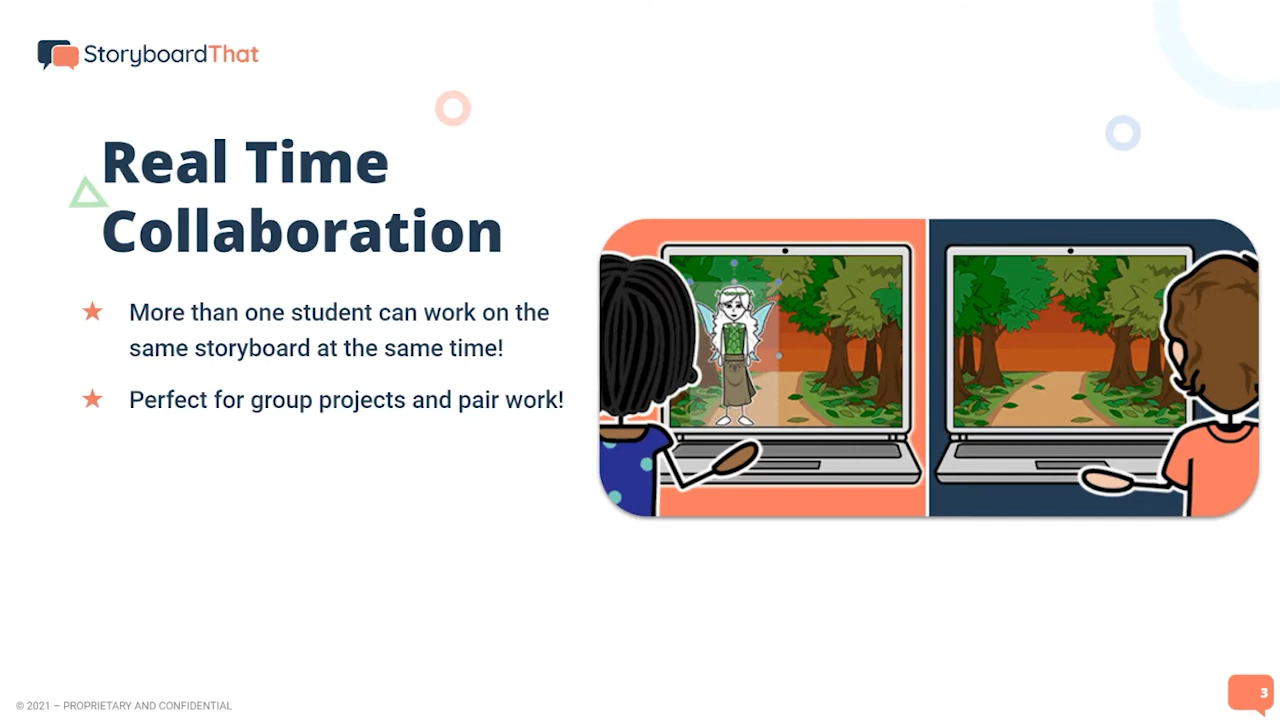 StoryboardThat
Real Time
Collaboration
★ More than one student can work on the
same storyboard at the same time!
★ Perfect for group projects and pair work!
© 2021 – PROPRIETARY AND CONFIDENTIAL
3